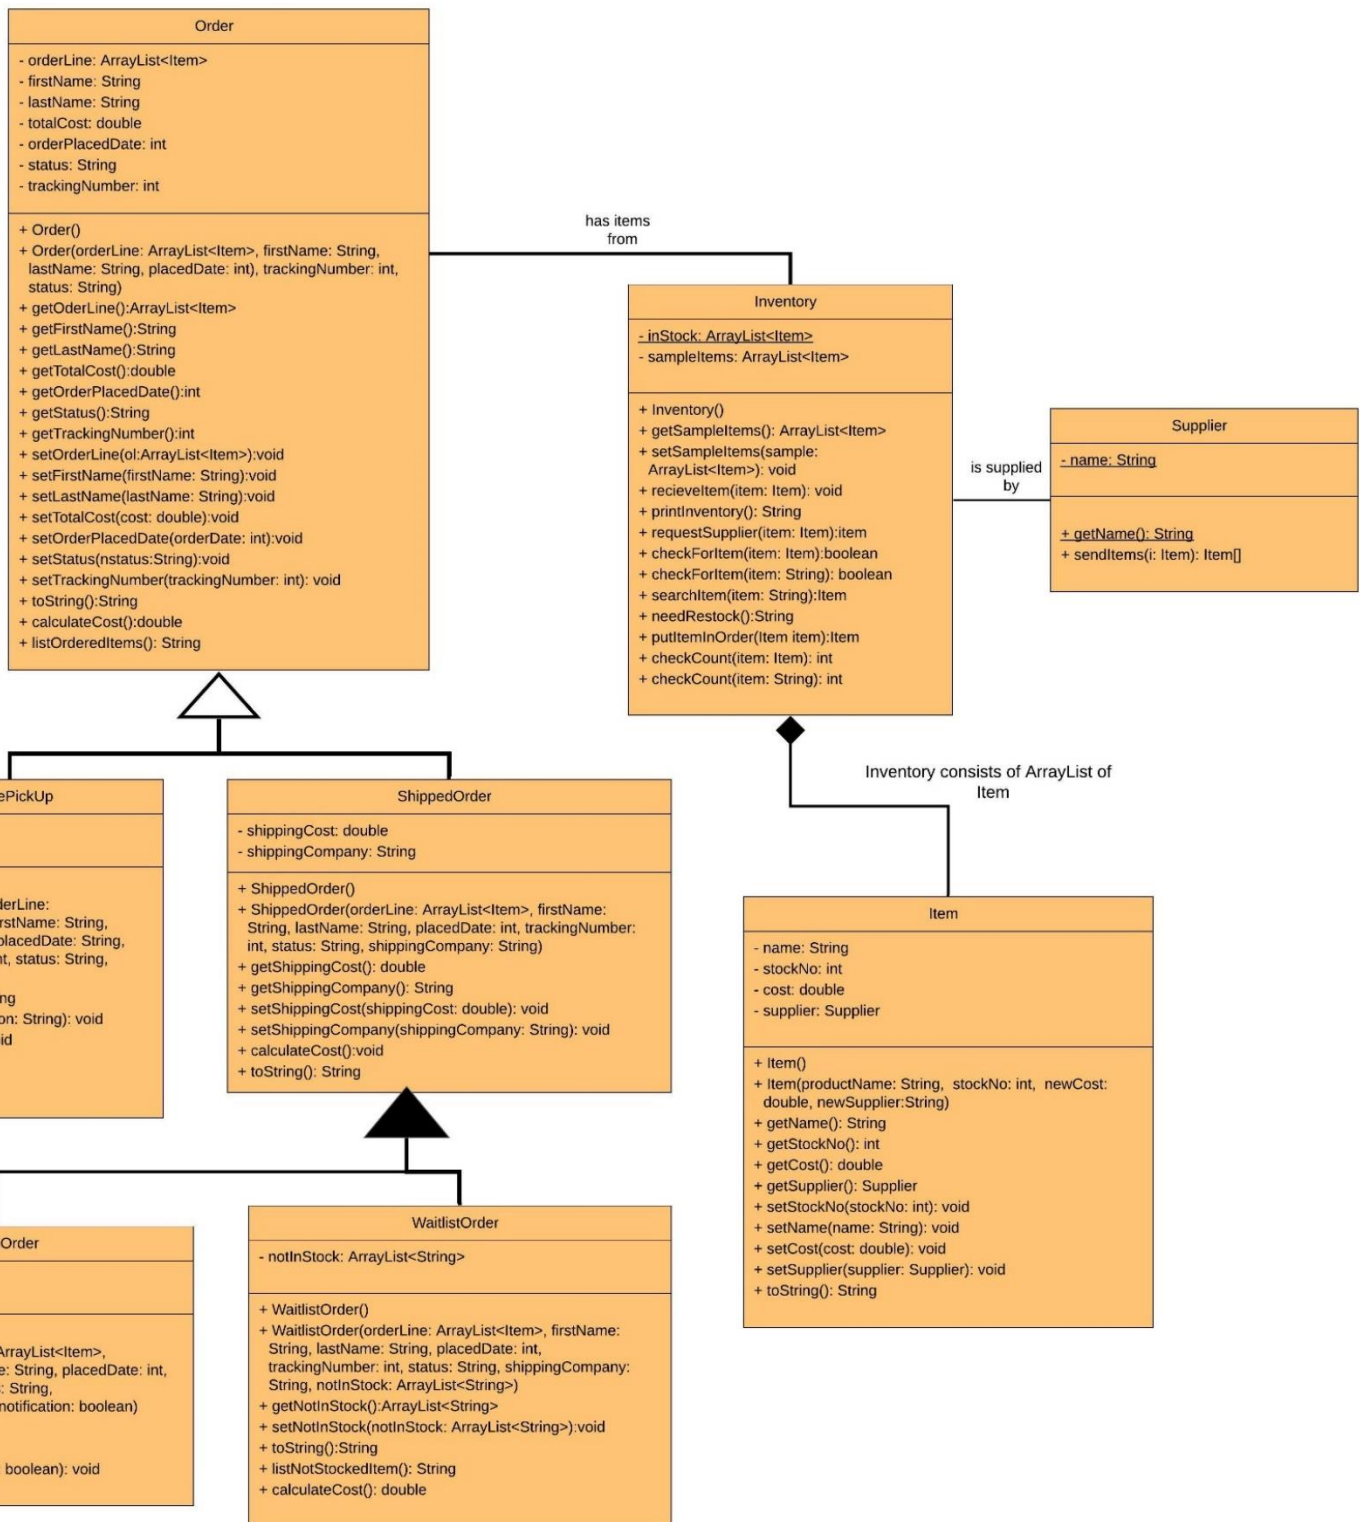 Order
- orderLine: ArrayList<Item>
- firstName: String
- lastName: String
- totalCost: double
- orderPlacedDate: int
- status: String
- trackingNumber: int
+ Order()
+ Order(orderLine: ArrayList<Item>, firstName: String,
lastName: String, placedDate: int), trackingNumber: int,
status: String)
+ getOderLine():ArrayList<Item>
+ getFirstName():String
+ getLastName():String
+ getTotalCost():double
+ getOrderPlacedDate():int
+ getStatus():String
+ getTrackingNumber():int
+ setOrderLine(ol:ArrayList<Item>):void
+ setFirstName(firstName: String):void
+ setLastName(lastName: String):void
+ setTotalCost(cost: double):void
+ setOrderPlacedDate(orderDate: int):void
+ setStatus(nstatus:String):void
+ setTrackingNumber(trackingNumber: int): void
+ toString():String
+ calculateCost():double
+ listOrderedItems(): String
has items
from
Inventory
- inStock: ArrayList<Item>
- sampleItems: ArrayList<Item>
+ Inventory()
+ getSampleItems(): ArrayList<Item>
+ setSampleItems(sample:
ArrayList<Item>): void
+ recieveItem(item: Item): void
+ printInventory(): String
+ requestSupplier(item: Item):item
+ checkForItem(item: Item):boolean
+ checkForItem(item: String): boolean
+ searchItem(item: String):Item
+ needRestock():String
+ putItemInOrder(Item item):Item
+ checkCount(item: Item): int
+ checkCount(item: String): int
is supplied
by
Supplier
- name: String
+ getName(): String
+ sendItems(i: Item): Item[]
ePickUp
derLine:
rstName: String,
placedDate: String,
nt, status: String,
ng
on: String): void
id
ShippedOrder
- shippingCost: double
- shippingCompany: String
+ ShippedOrder()
+ ShippedOrder(orderLine: ArrayList<Item>, firstName:
String, lastName: String, placedDate: int, trackingNumber:
int, status: String, shippingCompany: String)
+ getShippingCost(): double
+ getShippingCompany(): String
+ setShippingCost(shippingCost: double): void
+ setShippingCompany(shippingCompany: String): void
+ calculateCost():void
+ toString(): String
Inventory consists of ArrayList of
Item
Item
- name: String
- stockNo: int
- cost: double
- supplier: Supplier
+ Item()
+ Item(productName: String, stockNo: int, newCost:
double, newSupplier:String)
+ getName(): String
+ getStockNo(): int
+ getCost(): double
+ getSupplier(): Supplier
+ setStockNo(stockNo: int): void
+ setName(name: String): void
+ setCost(cost: double): void
+ setSupplier(supplier: Supplier): void
+ toString(): String
Order
ArrayList<Item>,
e: String, placedDate: int,
s: String,
notification: boolean)
boolean): void
WaitlistOrder
- notInStock: ArrayList<String>
+ WaitlistOrder()
+ WaitlistOrder(orderLine: ArrayList<Item>, firstName:
String, lastName: String, placedDate: int,
trackingNumber: int, status: String, shippingCompany:
String, notInStock: ArrayList<String>)
+ getNotInStock():ArrayList<String>
+ setNotInStock(notInStock: ArrayList<String>):void
+ toString():String
+ listNotStockedItem(): String
+ calculateCost(): double